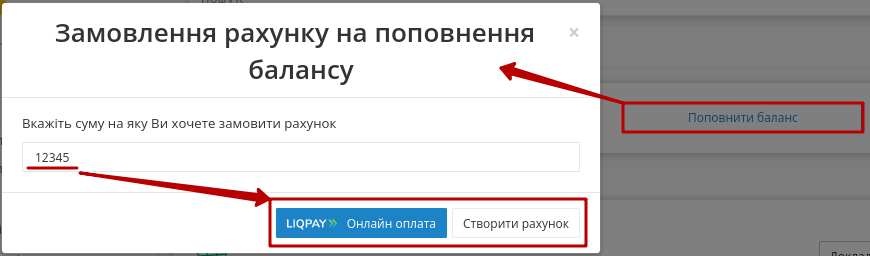 Замовлення рахунку на поповнення
балансу
×
Вкажіть суму на яку Ви хочете замовити рахунок
12345
LIQPAY Онлайн оплата
Створити рахунок
Поповнити баланс